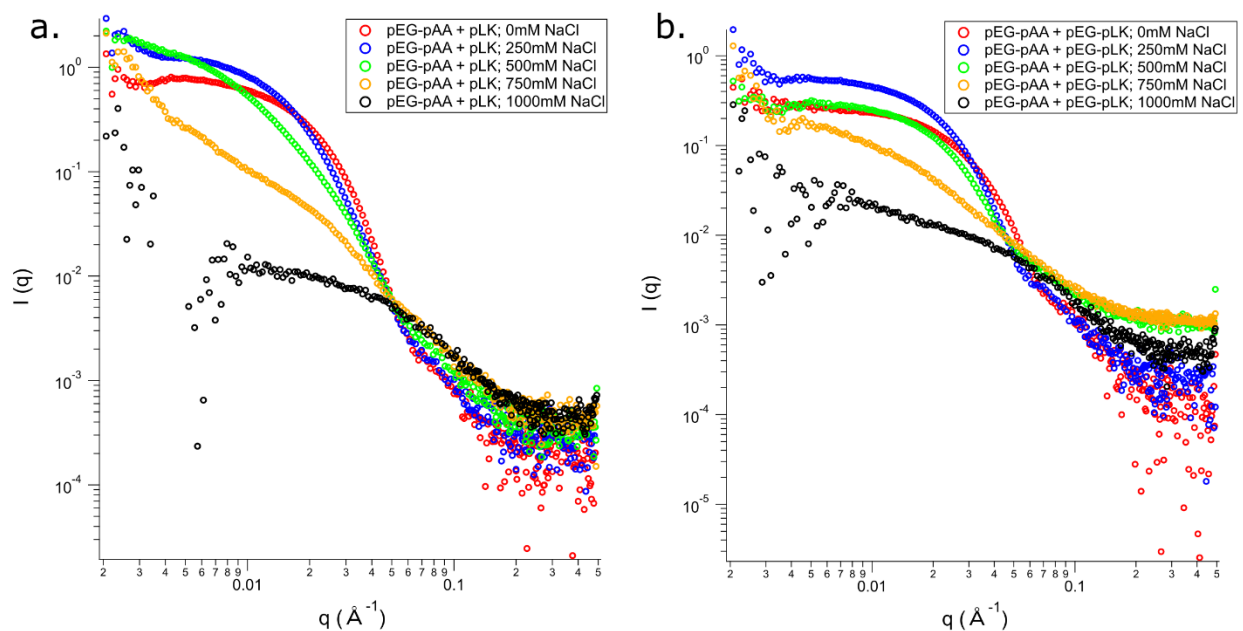 a.
pEG-pAA + pLK; 0mM NaCl
pEG-pAA + pLK; 250mM NaCl
pEG-pAA + pLK; 500mM NaCl
pEG-pAA + pLK; 750mM NaCl
pEG-pAA + pLK; 1000mM NaCl
I (q)
10^0
10^-1
10^-2
10^-3
10^-4
2 3 4 5 6 7 8 9 2 3 4 5 6 7 8 9 2 3 4 5
0.01 0.1
q (Å^-1)
b.
pEG-pAA + pEG-pLK; 0mM NaCl
pEG-pAA + pEG-pLK; 250mM NaCl
pEG-pAA + pEG-pLK; 500mM NaCl
pEG-pAA + pEG-pLK; 750mM NaCl
pEG-pAA + pEG-pLK; 1000mM NaCl
I (q)
10^0
10^-1
10^-2
10^-3
10^-4
10^-5
2 3 4 5 6 7 8 9 2 3 4 5 6 7 8 9 2 3 4 5
0.01 0.1
q (Å^-1)